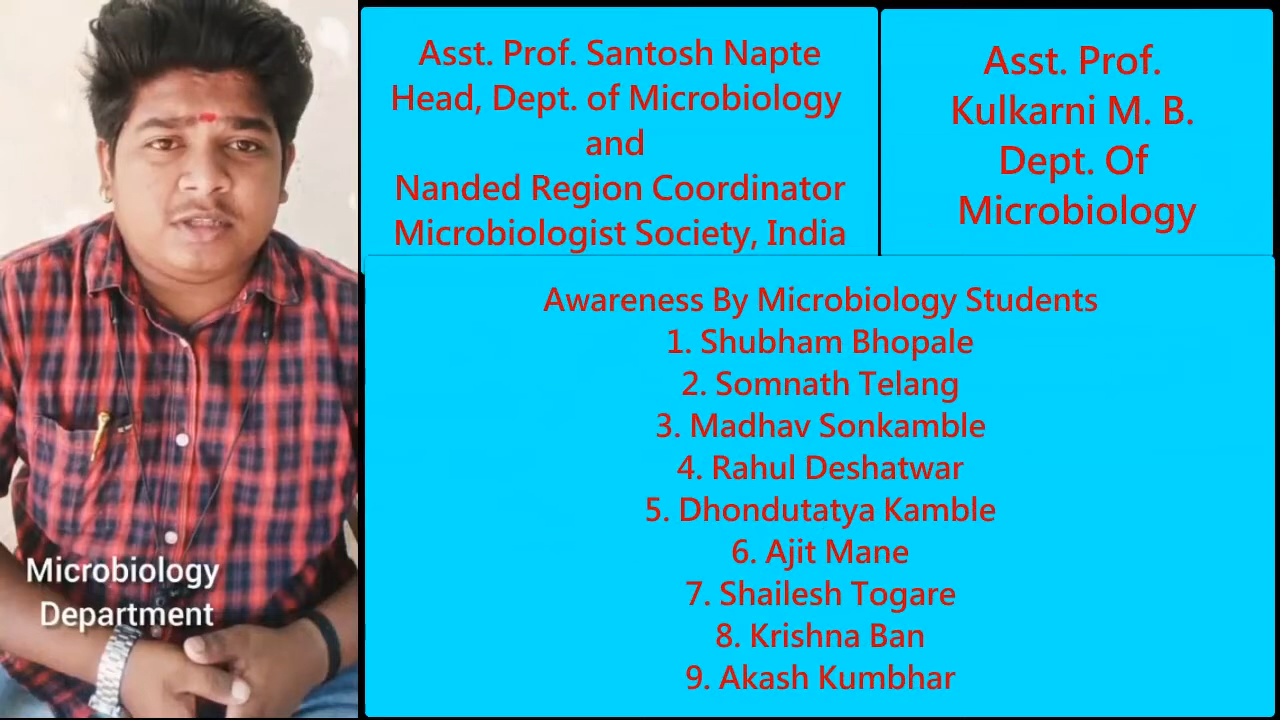 Asst. Prof. Santosh Napte
Head, Dept. of Microbiology
and
Nanded Region Coordinator
Microbiologist Society, India
Asst. Prof.
Kulkarni M. B.
Dept. Of
Microbiology
Awareness By Microbiology Students
1. Shubham Bhopale
2. Somnath Telang
3. Madhav Sonkamble
4. Rahul Deshatwar
5. Dhondutatya Kamble
6. Ajit Mane
7. Shailesh Togare
8. Krishna Ban
9. Akash Kumbhar
Microbiology
Department